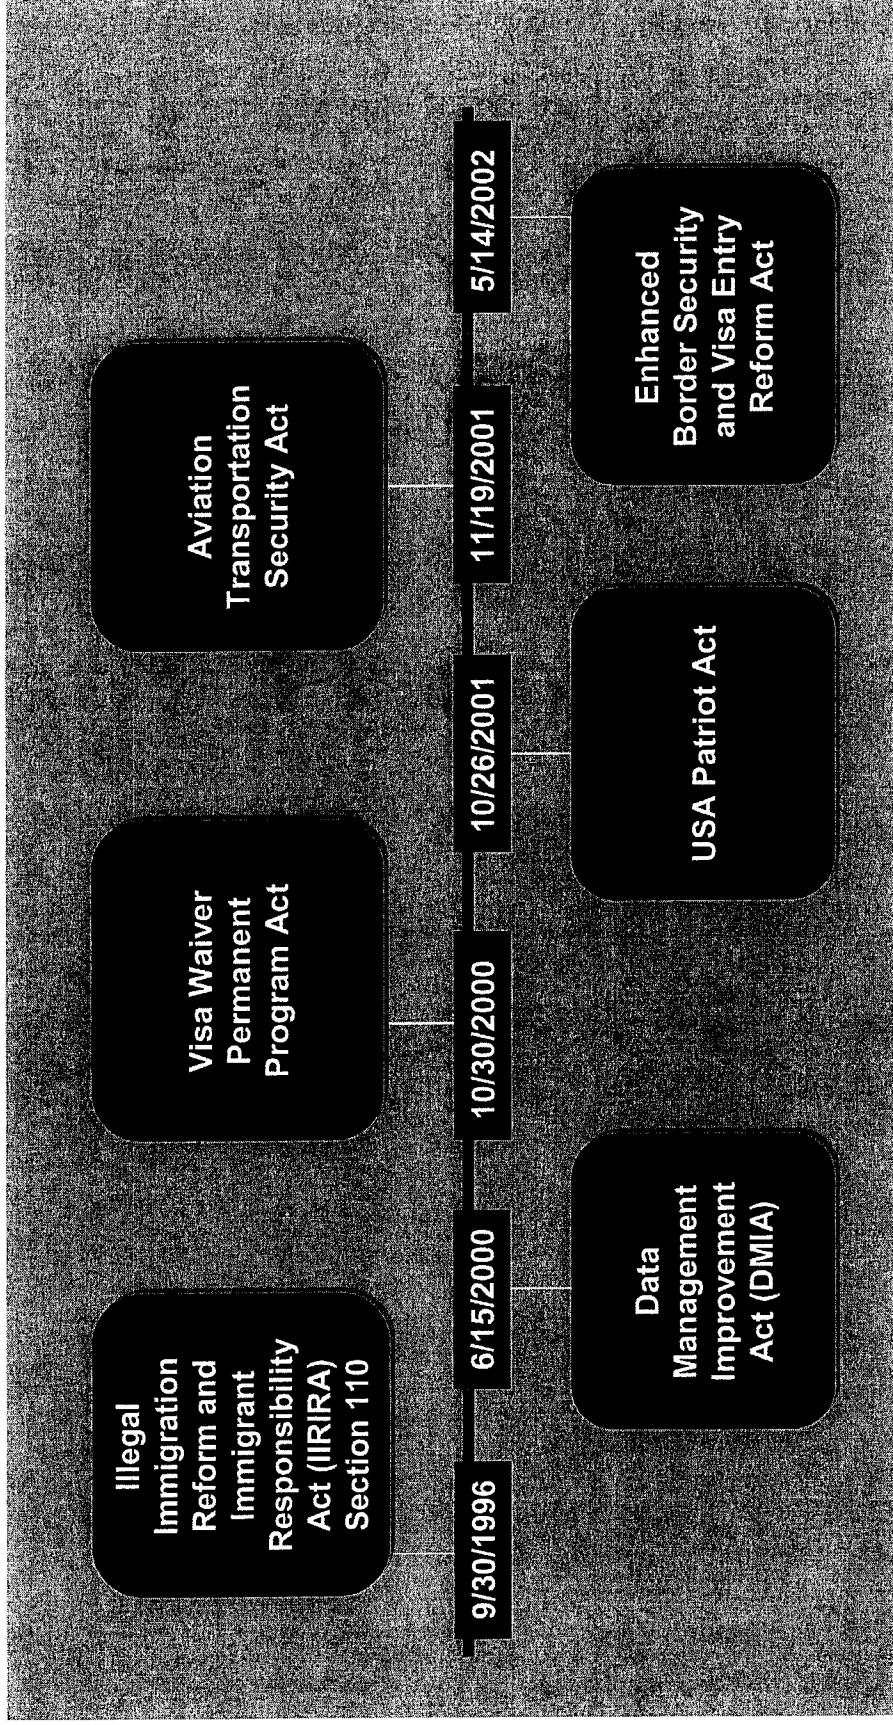 Illegal
Immigration
Reform and
Immigrant
Responsibility
Act (IIRIRA)
Section 110
Visa Waiver
Permanent
Program Act
Aviation
Transportation
Security Act
9/30/1996
6/15/2000
10/30/2000
10/26/2001
11/19/2001
5/14/2002
Data
Management
Improvement
Act (DMIA)
USA Patriot Act
Enhanced
Border Security
and Visa Entry
Reform Act